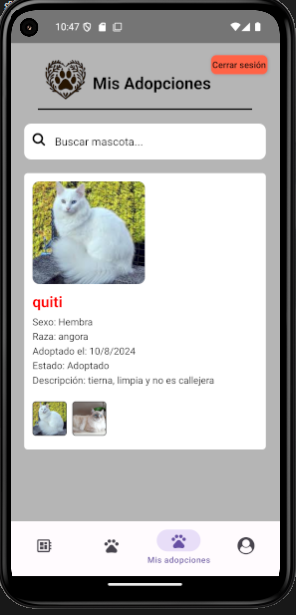 10:47
Cerrar sesión
Mis Adopciones
Buscar mascota...
quiti
Sexo: Hembra
Raza: angora
Adoptado el: 10/8/2024
Estado: Adoptado
Descripción: tierna, limpia y no es callejera
Mis adopciones